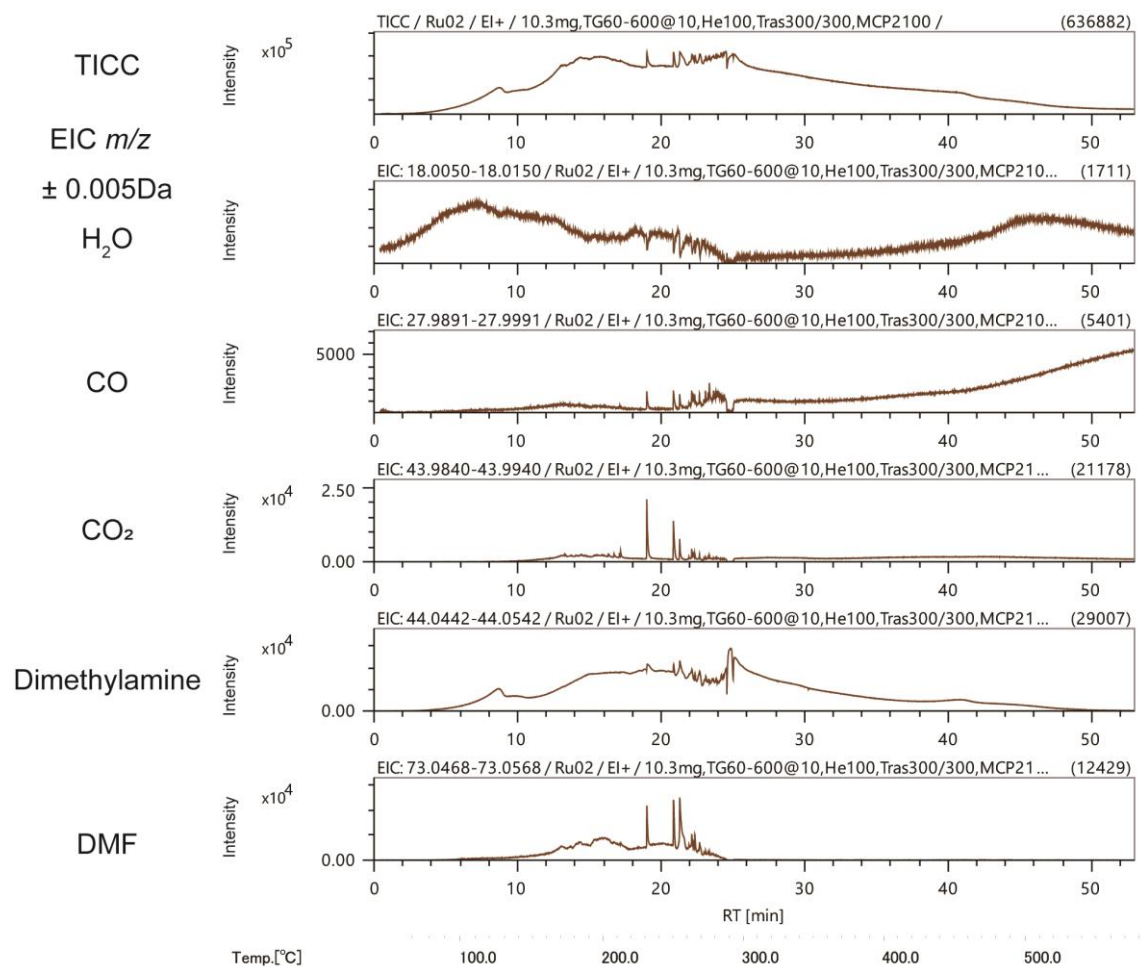 TICC
EIC m/z
± 0.005Da
H₂O
CO
CO₂
Dimethylamine
DMF
TICC / Ru02 / EI+ / 10.3mg,TG60-600@10,He100,Tras300/300,MCP2100 / (636882)
x10⁵
Intensity
0 10 20 30 40 50
EIC: 18.0050-18.0150 / Ru02 / EI+ / 10.3mg,TG60-600@10,He100,Tras300/300,MCP210... (1711)
Intensity
0 10 20 30 40 50
EIC: 27.9891-27.9991 / Ru02 / EI+ / 10.3mg,TG60-600@10,He100,Tras300/300,MCP210... (5401)
5000
Intensity
0 10 20 30 40 50
EIC: 43.9840-43.9940 / Ru02 / EI+ / 10.3mg,TG60-600@10,He100,Tras300/300,MCP21... (21178)
x10⁴
2.50
Intensity
0.00
0 10 20 30 40 50
EIC: 44.0442-44.0542 / Ru02 / EI+ / 10.3mg,TG60-600@10,He100,Tras300/300,MCP21... (29007)
x10⁴
Intensity
0.00
0 10 20 30 40 50
EIC: 73.0468-73.0568 / Ru02 / EI+ / 10.3mg,TG60-600@10,He100,Tras300/300,MCP21... (12429)
x10⁴
Intensity
0.00
0 10 20 30 40 50
RT [min]
Temp.[℃] 100.0 200.0 300.0 400.0 500.0